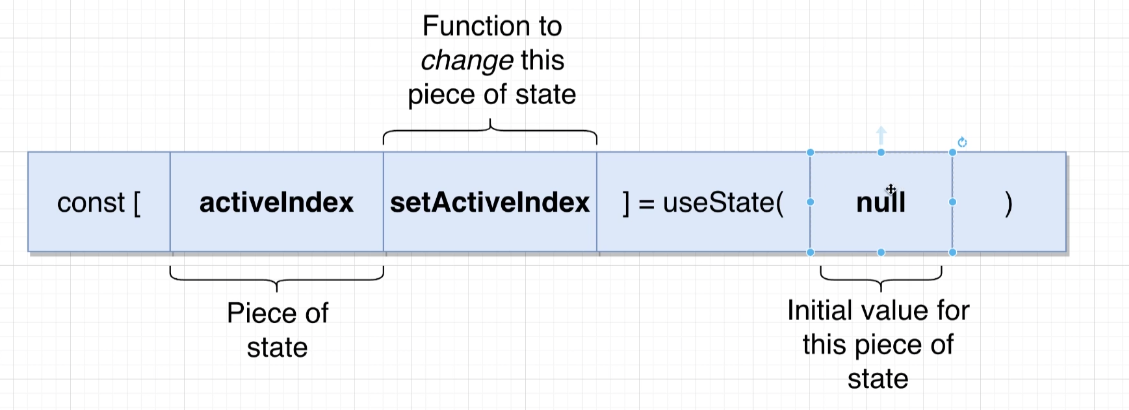 Function to
change this
piece of state
const [ activeIndex setActiveIndex ] = useState( null )
Piece of
state
Initial value for
this piece of
state